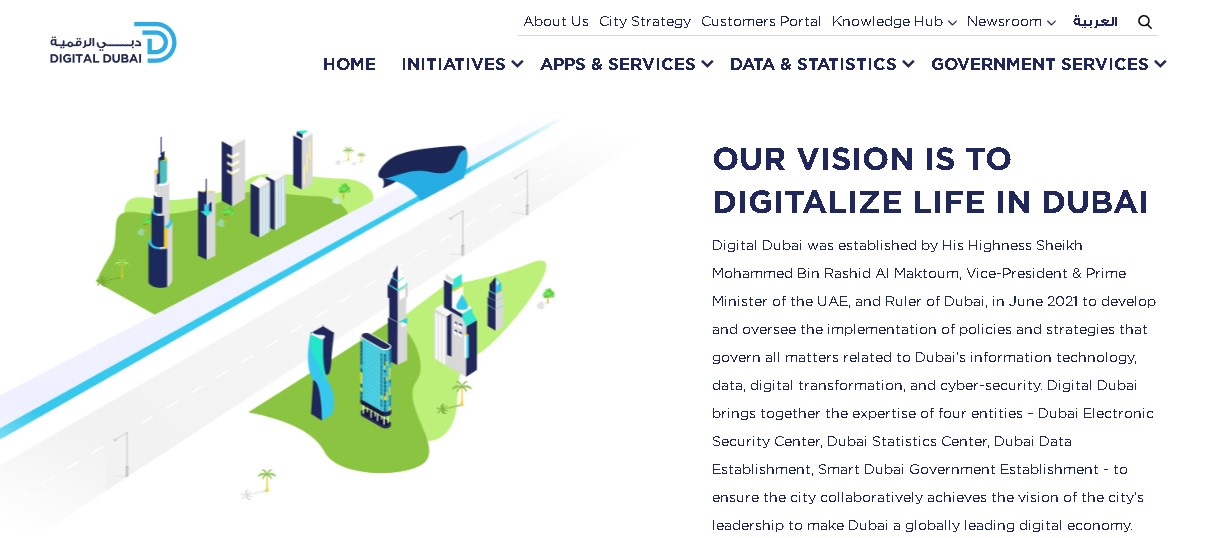 About Us City Strategy Customers Portal Knowledge Hub Newsroom العربية
دبي الرقمية
DIGITAL DUBAI
HOME INITIATIVES APPS & SERVICES DATA & STATISTICS GOVERNMENT SERVICES
OUR VISION IS TO
DIGITALIZE LIFE IN DUBAI
Digital Dubai was established by His Highness Sheikh
Mohammed Bin Rashid Al Maktoum, Vice-President & Prime
Minister of the UAE, and Ruler of Dubai, in June 2021 to develop
and oversee the implementation of policies and strategies that
govern all matters related to Dubai's information technology,
data, digital transformation, and cyber-security. Digital Dubai
brings together the expertise of four entities – Dubai Electronic
Security Center, Dubai Statistics Center, Dubai Data
Establishment, Smart Dubai Government Establishment - to
ensure the city collaboratively achieves the vision of the city's
leadership to make Dubai a globally leading digital economy.